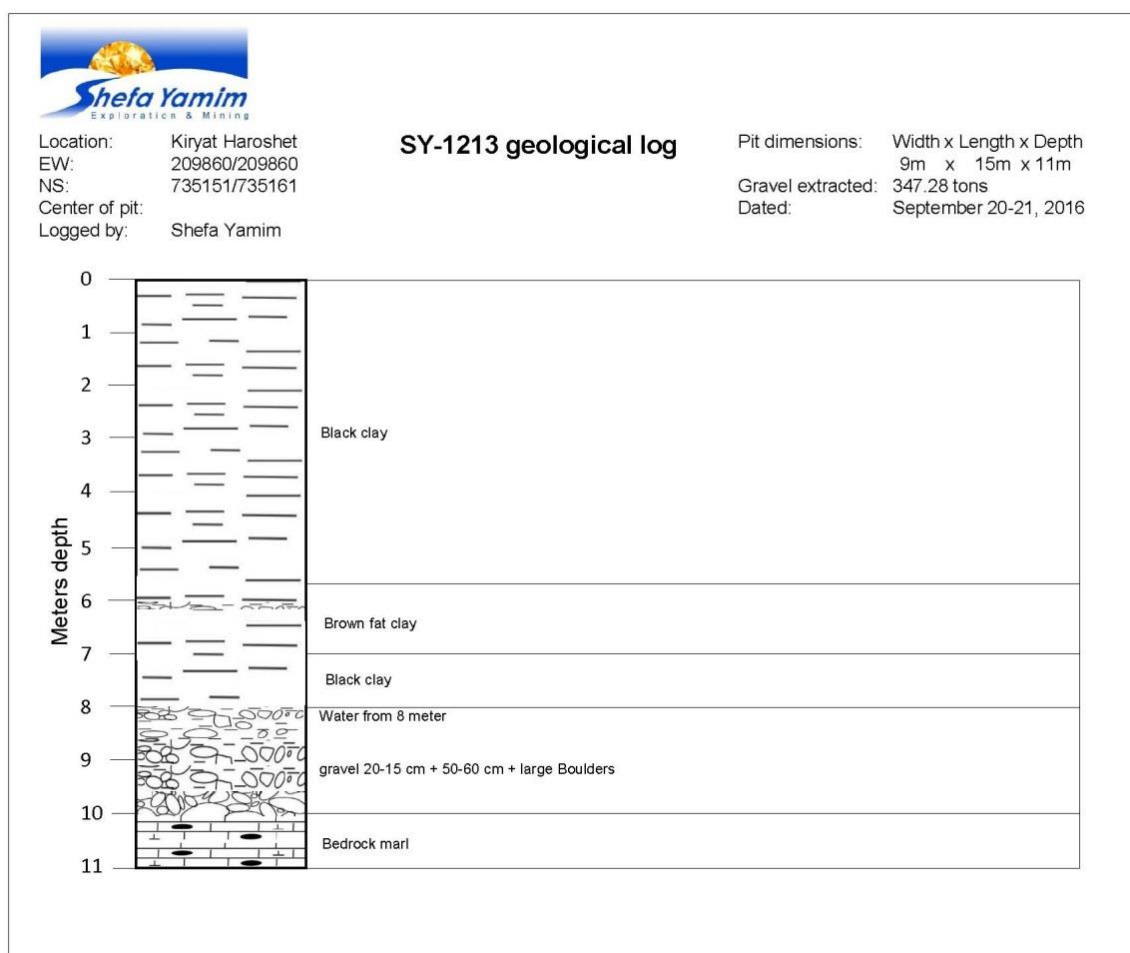 Shefa Yamim
Exploration & Mining
Location: Kiryat Haroshet
EW: 209860/209860
NS: 735151/735161
Center of pit:
Logged by: Shefa Yamim
SY-1213 geological log
Pit dimensions: Width x Length x Depth
9m x 15m x 11m
Gravel extracted: 347.28 tons
Dated: September 20-21, 2016
Meters depth
0
1
2
3
4
5
6
7
8
9
10
11
Black clay
Brown fat clay
Black clay
Water from 8 meter
gravel 20-15 cm + 50-60 cm + large Boulders
Bedrock marl